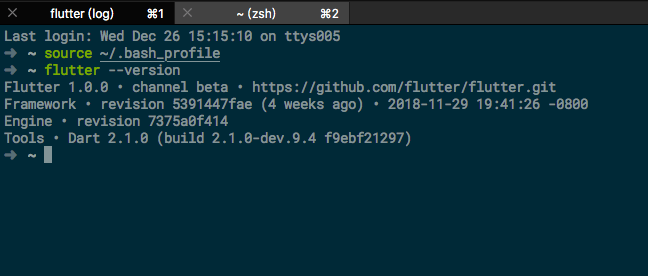 flutter (log) ⌘1 ~ (zsh) ⌘2
Last login: Wed Dec 26 15:15:10 on ttys005
➜ ~ source ~/.bash_profile
➜ ~ flutter --version
Flutter 1.0.0 • channel beta • https://github.com/flutter/flutter.git
Framework • revision 5391447fae (4 weeks ago) • 2018-11-29 19:41:26 -0800
Engine • revision 7375a0f414
Tools • Dart 2.1.0 (build 2.1.0-dev.9.4 f9ebf21297)
➜ ~